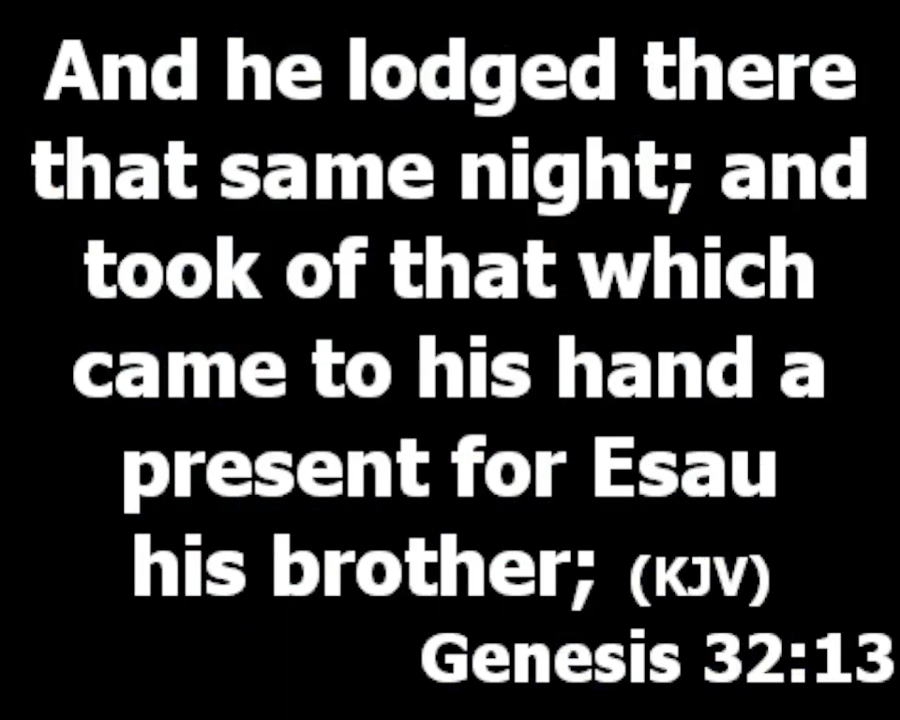 And he lodged there
that same night; and
took of that which
came to his hand a
present for Esau
his brother; (KJV)
Genesis 32:13